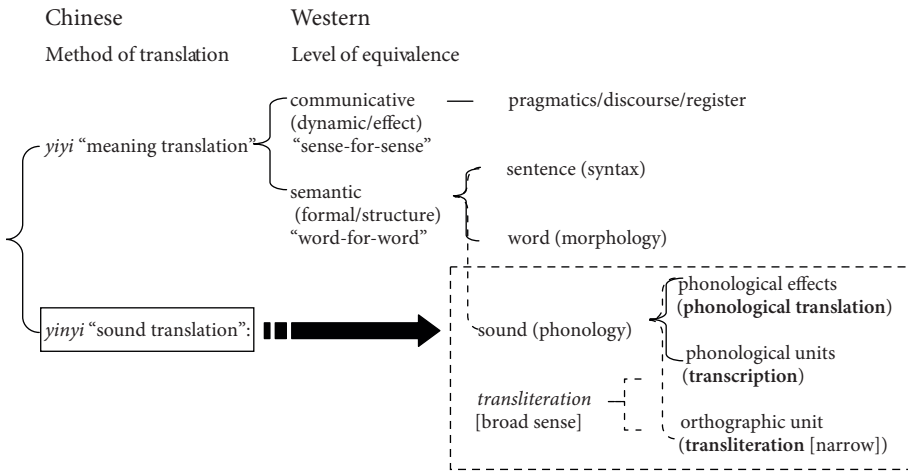 Chinese Western
Method of translation Level of equivalence
communicative — pragmatics/discourse/register
(dynamic/effect)
yiyi “meaning translation” “sense-for-sense”
sentence (syntax)
semantic
(formal/structure)
“word-for-word” word (morphology)
phonological effects
(phonological translation)
yinyi “sound translation”: sound (phonology)
phonological units
(transcription)
transliteration
[broad sense]
orthographic unit
(transliteration [narrow])